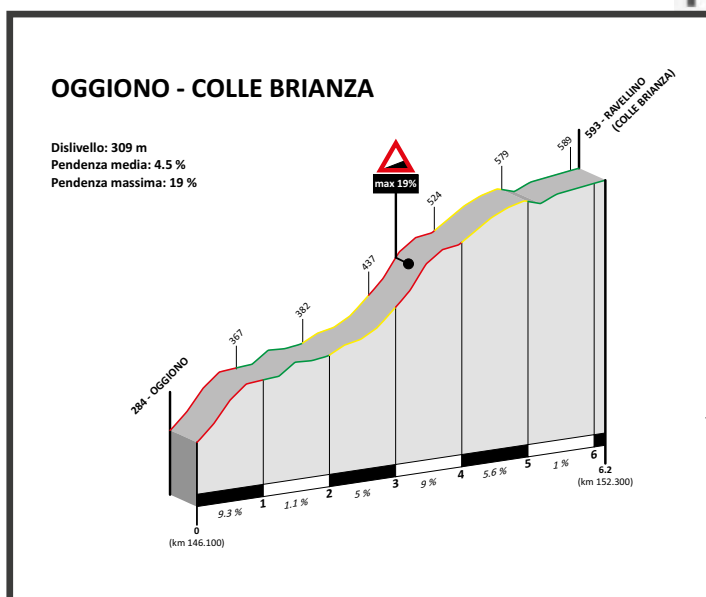 OGGIONO - COLLE BRIANZA
Dislivello: 309 m
Pendenza media: 4.5 %
Pendenza massima: 19 %
max 19%
284 - OGGIONO
367
382
437
524
579
589
593 - RAVELLINO
(COLLE BRIANZA)
9.3 %
1.1 %
5 %
9 %
5.6 %
1 %
0
1
2
3
4
5
6
6.2
(km 146.100)
(km 152.300)